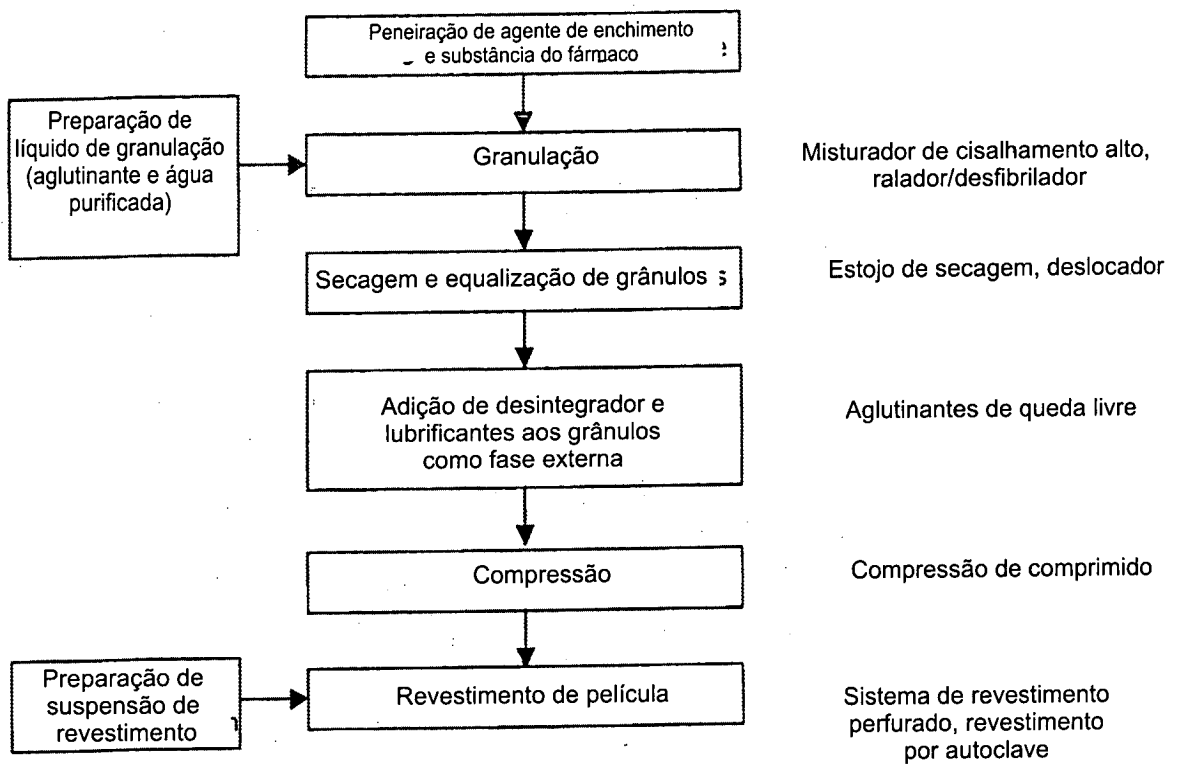 Peneiração de agente de enchimento
e substância do fármaco
Preparação de
líquido de granulação
(aglutinante e água
purificada)
Granulação
Misturador de cisalhamento alto,
ralador/desfibrilador
Secagem e equalização de grânulos
Estojo de secagem, deslocador
Adição de desintegrador e
lubrificantes aos grânulos
como fase externa
Aglutinantes de queda livre
Compressão
Compressão de comprimido
Preparação de
suspensão de
revestimento
Revestimento de película
Sistema de revestimento
perfurado, revestimento
por autoclave